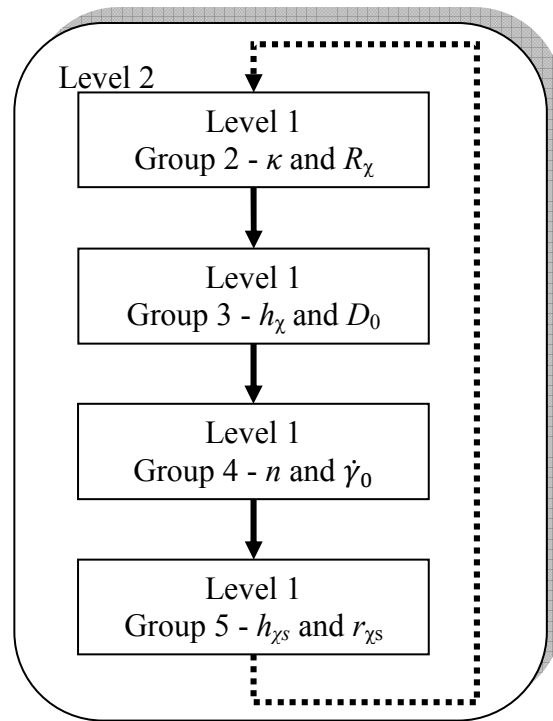 Level 2
Level 1
Group 2 - κ and Rχ
Level 1
Group 3 - hχ and D0
Level 1
Group 4 - n and γ̇0
Level 1
Group 5 - hχs and rχs